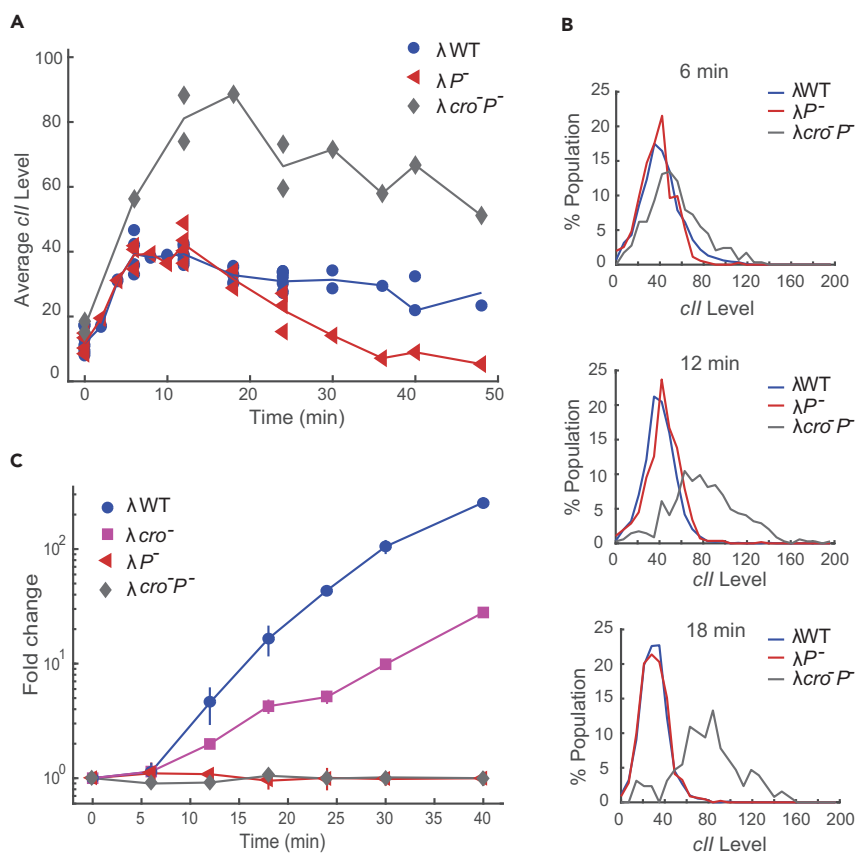 A
λWT
λP⁻
λcro⁻P⁻
100
80
60
40
20
0
Average cII Level
0 10 20 30 40 50
Time (min)
B
6 min
λWT
λP⁻
λcro⁻P⁻
25
20
15
10
5
0
% Population
0 40 80 120 160 200
cII Level
12 min
λWT
λP⁻
λcro⁻P⁻
25
20
15
10
5
0
% Population
0 40 80 120 160 200
cII Level
18 min
λWT
λP⁻
λcro⁻P⁻
25
20
15
10
5
0
% Population
0 40 80 120 160 200
cII Level
C
λWT
λcro⁻
λP⁻
λcro⁻P⁻
10²
10¹
10⁰
Fold change
0 5 10 15 20 25 30 35 40
Time (min)